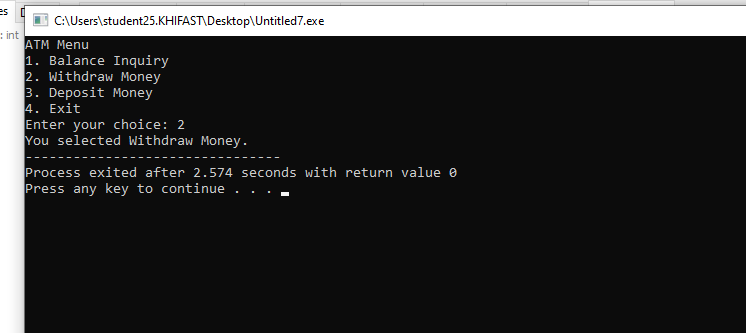 es
D
: int
C:\Users\student25.KHIFAST\Desktop\Untitled7.exe
ATM Menu
1. Balance Inquiry
2. Withdraw Money
3. Deposit Money
4. Exit
Enter your choice: 2
You selected Withdraw Money.
--------------------------------
Process exited after 2.574 seconds with return value 0
Press any key to continue . . .